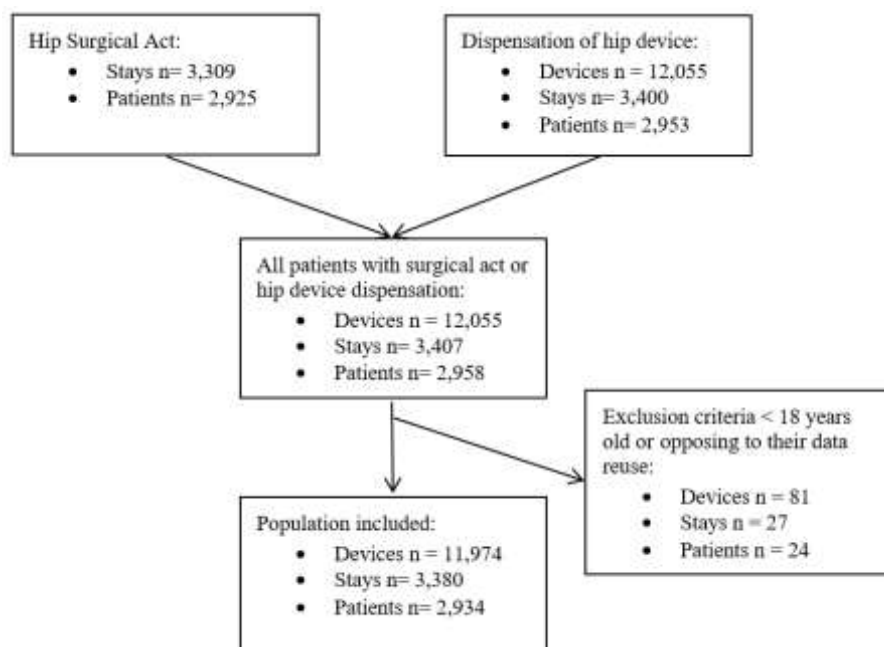 Hip Surgical Act:
• Stays n= 3,309
• Patients n= 2,925
Dispensation of hip device:
• Devices n = 12,055
• Stays n= 3,400
• Patients n= 2,953
All patients with surgical act or
hip device dispensation:
• Devices n = 12,055
• Stays n= 3,407
• Patients n= 2,958
Exclusion criteria < 18 years
old or opposing to their data
reuse:
• Devices n = 81
• Stays n = 27
• Patients n = 24
Population included:
• Devices n = 11,974
• Stays n= 3,380
• Patients n= 2,934